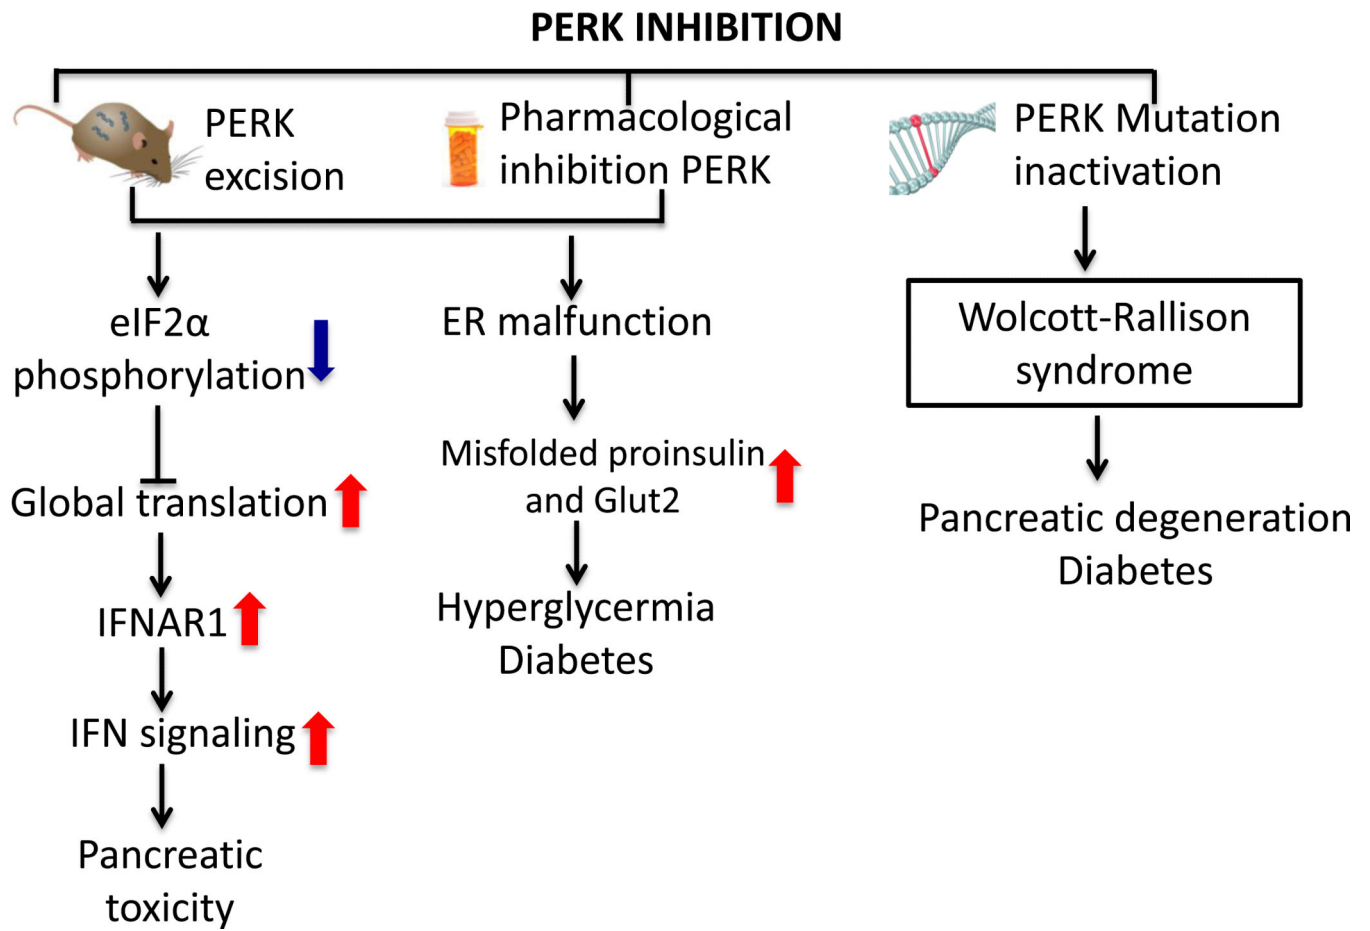 PERK INHIBITION
PERK
excision
Pharmacological
inhibition PERK
PERK Mutation
inactivation
eIF2α
phosphorylation
Global translation
IFNAR1
IFN signaling
Pancreatic
toxicity
ER malfunction
Misfolded proinsulin
and Glut2
Hyperglycermia
Diabetes
Wolcott-Rallison
syndrome
Pancreatic degeneration
Diabetes